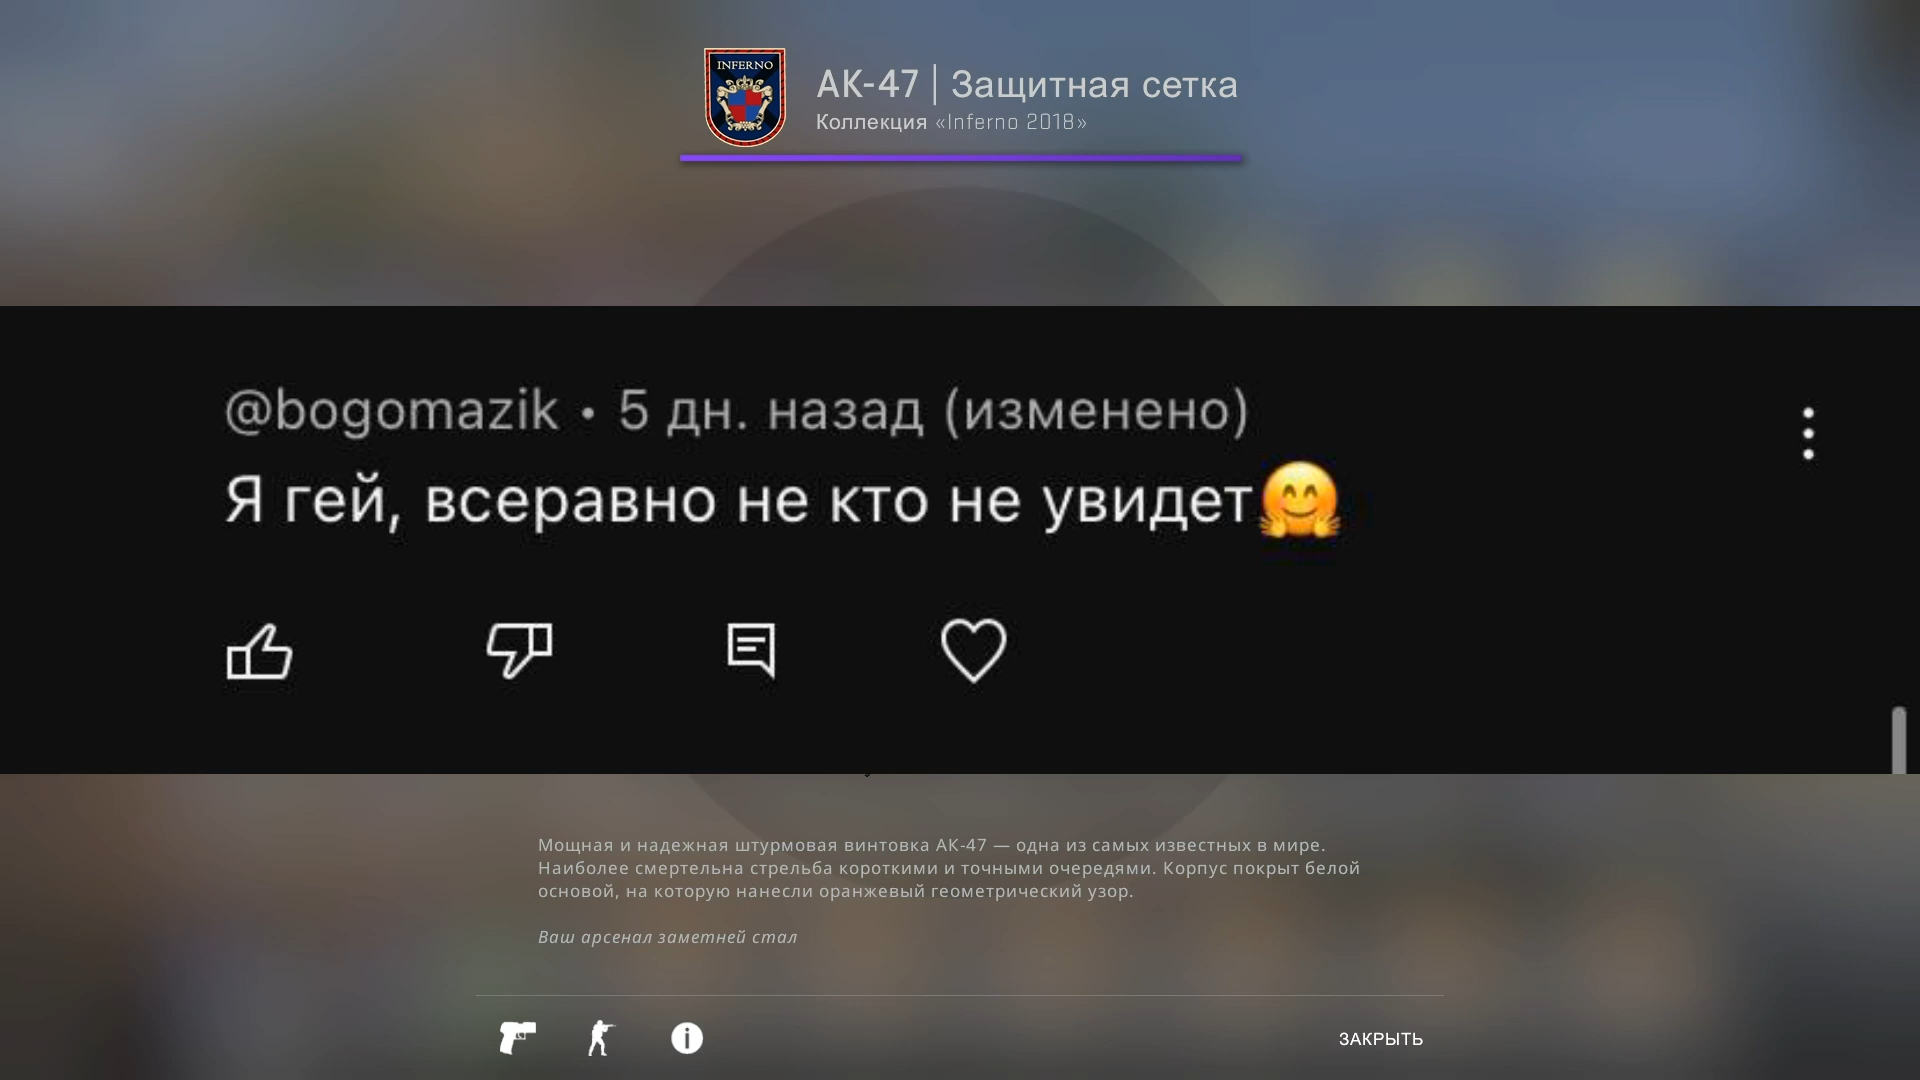 INFERNO
АК-47 | Защитная сетка
Коллекция «Inferno 2018»
@bogomazik • 5 дн. назад (изменено)
Я гей, всеравно не кто не увидет🤗
Мощная и надежная штурмовая винтовка АК-47 — одна из самых известных в мире.
Наиболее смертельна стрельба короткими и точными очередями. Корпус покрыт белой
основой, на которую нанесли оранжевый геометрический узор.
Ваш арсенал заметней стал
ЗАКРЫТЬ